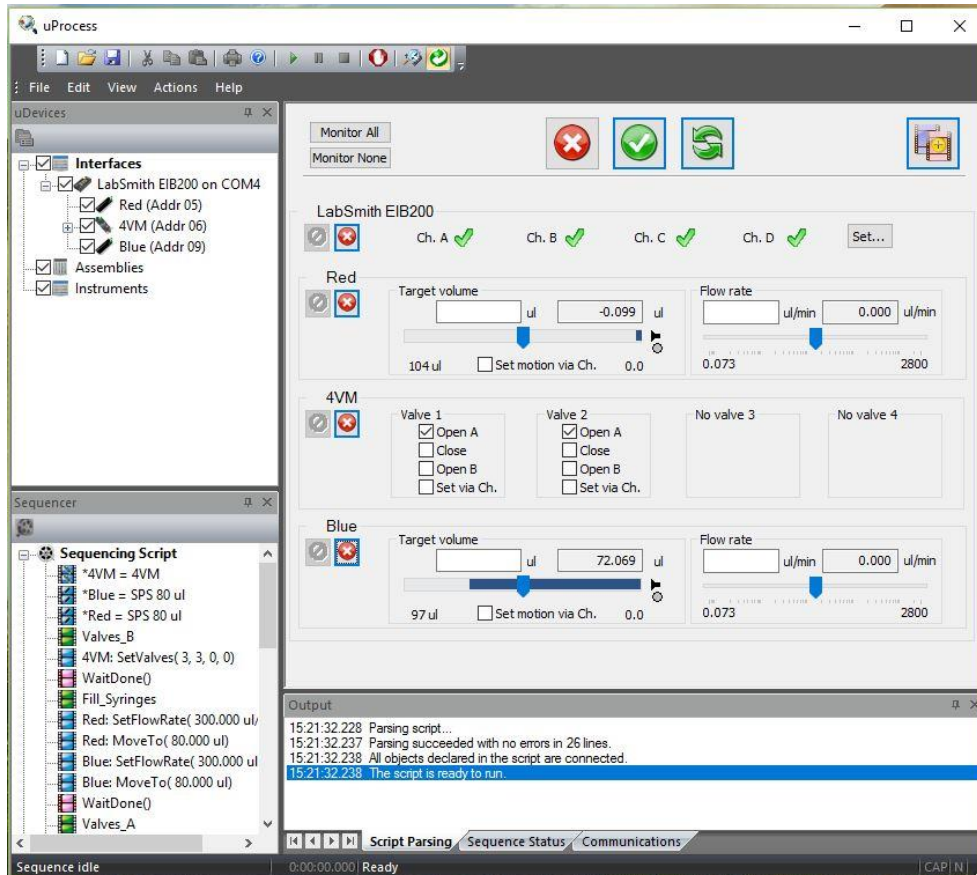 uProcess
File Edit View Actions Help
uDevices
Interfaces
LabSmith EIB200 on COM4
Red (Addr 05)
4VM (Addr 06)
Blue (Addr 09)
Assemblies
Instruments
Sequencer
Sequencing Script
*4VM = 4VM
*Blue = SPS 80 ul
*Red = SPS 80 ul
Valves_B
4VM: SetValves( 3, 3, 0, 0)
WaitDone()
Fill_Syringes
Red: SetFlowRate( 300.000 ul/
Red: MoveTo( 80.000 ul)
Blue: SetFlowRate( 300.000 ul
Blue: MoveTo( 80.000 ul)
WaitDone()
Valves_A
Monitor All
Monitor None
LabSmith EIB200
Ch. A Ch. B Ch. C Ch. D Set...
Red
Target volume Flow rate
ul -0.099 ul ul/min 0.000 ul/min
104 ul Set motion via Ch. 0.0 0.073 2800
4VM
Valve 1 Valve 2 No valve 3 No valve 4
Open A Open A
Close Close
Open B Open B
Set via Ch. Set via Ch.
Blue
Target volume Flow rate
ul 72.069 ul ul/min 0.000 ul/min
97 ul Set motion via Ch. 0.0 0.073 2800
Output
15:21:32.228 Parsing script...
15:21:32.237 Parsing succeeded with no errors in 26 lines.
15:21:32.238 All objects declared in the script are connected.
15:21:32.238 The script is ready to run.
Script Parsing Sequence Status Communications
Sequence idle 0:00:00.000 Ready CAP N